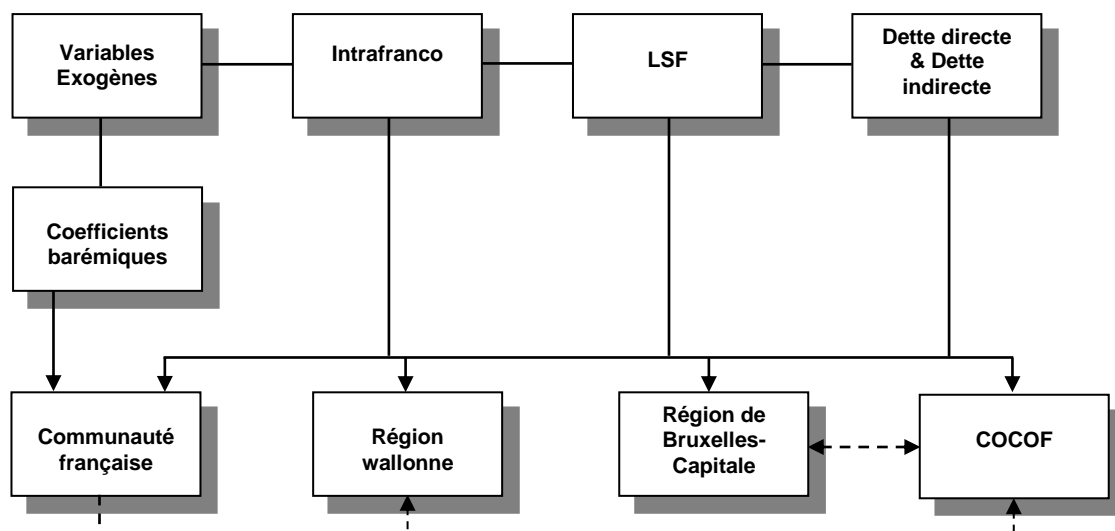 Variables
Exogènes
Intrafranco
LSF
Dette directe
& Dette
indirecte
Coefficients
barémiques
Communauté
française
Région
wallonne
Région de
Bruxelles-
Capitale
COCOF